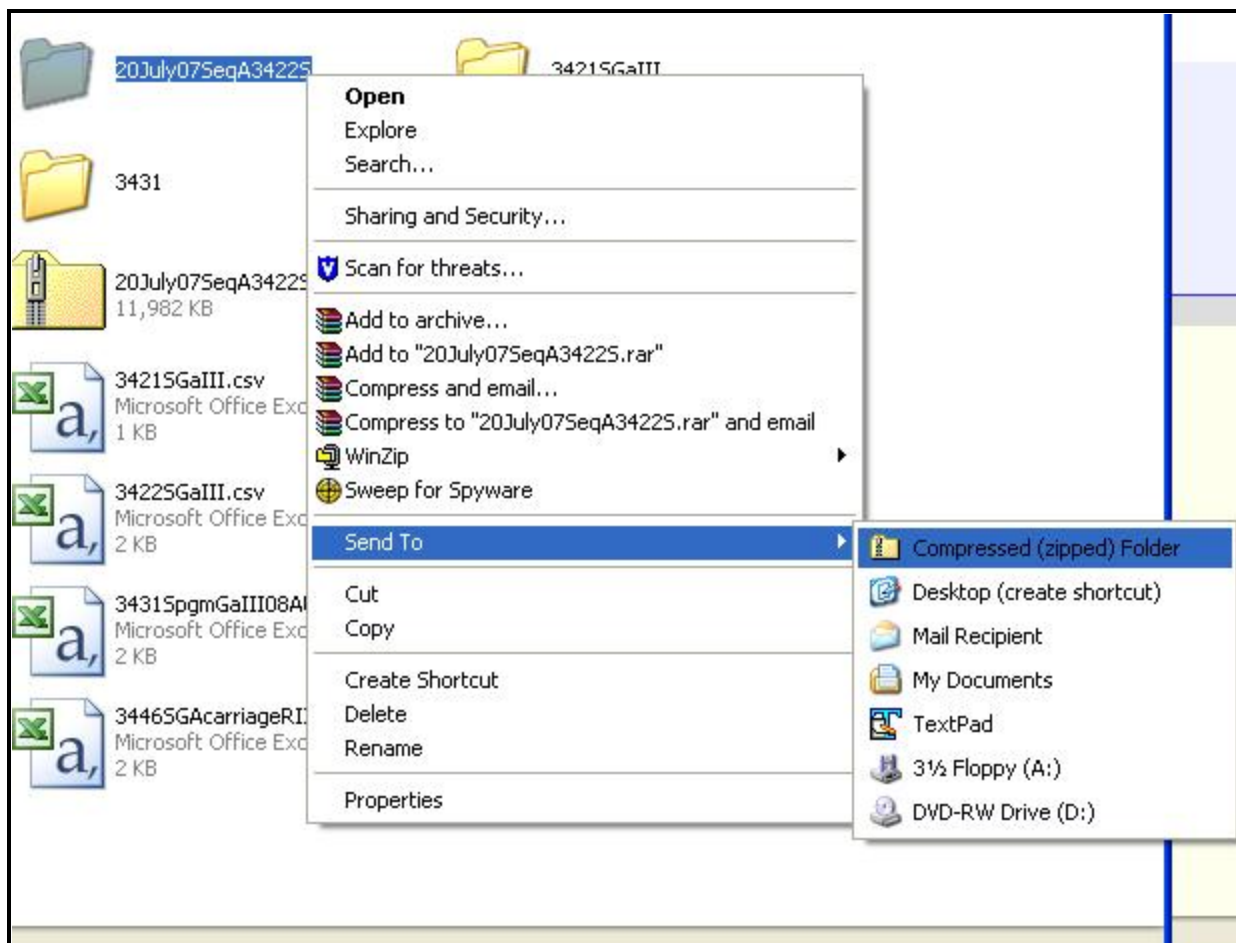 20July07SeqA3422S
3421SGaIII
3431
20July07SeqA3422S
11,982 KB
3421SGaIII.csv
Microsoft Office Exc
1 KB
3422SGaIII.csv
Microsoft Office Exc
2 KB
3431SpgmGaIII08A
Microsoft Office Exc
2 KB
3446SGAcarriageRI
Microsoft Office Exc
2 KB
Open
Explore
Search...
Sharing and Security...
Scan for threats...
Add to archive...
Add to "20July07SeqA3422S.rar"
Compress and email...
Compress to "20July07SeqA3422S.rar" and email
WinZip
Sweep for Spyware
Send To
Cut
Copy
Create Shortcut
Delete
Rename
Properties
Compressed (zipped) Folder
Desktop (create shortcut)
Mail Recipient
My Documents
TextPad
3½ Floppy (A:)
DVD-RW Drive (D:)